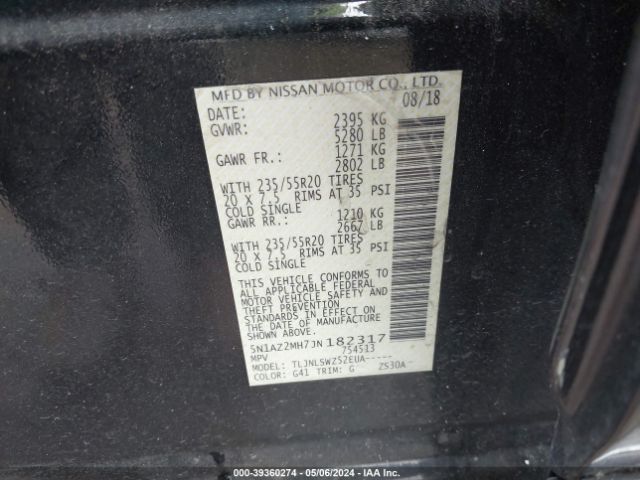 MFD BY NISSAN MOTOR CO., LTD.
DATE: 08/18
GVWR: 2395 KG
5280 LB
GAWR FR.: 1271 KG
2802 LB
WITH 235/55R20 TIRES
20 X 7.5 RIMS AT 35 PSI
COLD SINGLE
GAWR RR.: 1210 KG
2667 LB
WITH 235/55R20 TIRES
20 X 7.5 RIMS AT 35 PSI
COLD SINGLE
THIS VEHICLE CONFORMS TO
ALL APPLICABLE FEDERAL
MOTOR VEHICLE SAFETY AND
THEFT PREVENTION
STANDARDS IN EFFECT ON
THE DATE OF MANUFACTURE
SHOWN ABOVE.
5N1AZ2MH7JN182317
MPV 754513
MODEL: TLJNLSWZ52EUA-----
COLOR: G41 TRIM: G ZS30A-
000-39360274 - 05/06/2024 - IAA Inc.